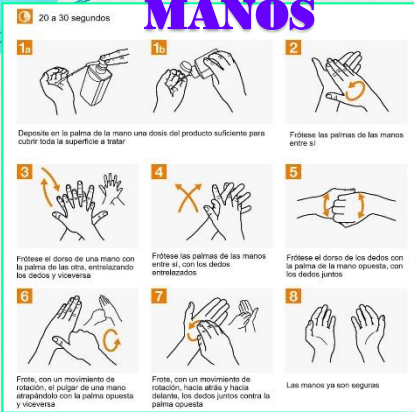 MANOS
20 a 30 segundos
1a
1b
2
Deposite en la palma de la mano una dosis del producto suficiente para
cubrir toda la superficie a tratar
Frótese las palmas de las manos
entre sí
3
4
5
Frótese el dorso de una mano con
la palma de las otra, entrelazando
los dedos y viceversa
Frótese las palmas de las manos
entre sí, con los dedos
entrelazados
Frótese el dorso de los dedos con
la palma de la mano opuesta, con
los dedos juntos
6
7
8
Frote, con un movimiento de
rotación, el pulgar de una mano
atrapándolo con la palma opuesta
y viceversa
Frote, con un movimiento de
rotación, hacia atrás y hacia
delante, los dedos juntos contra la
palma opuesta
Las manos ya son seguras